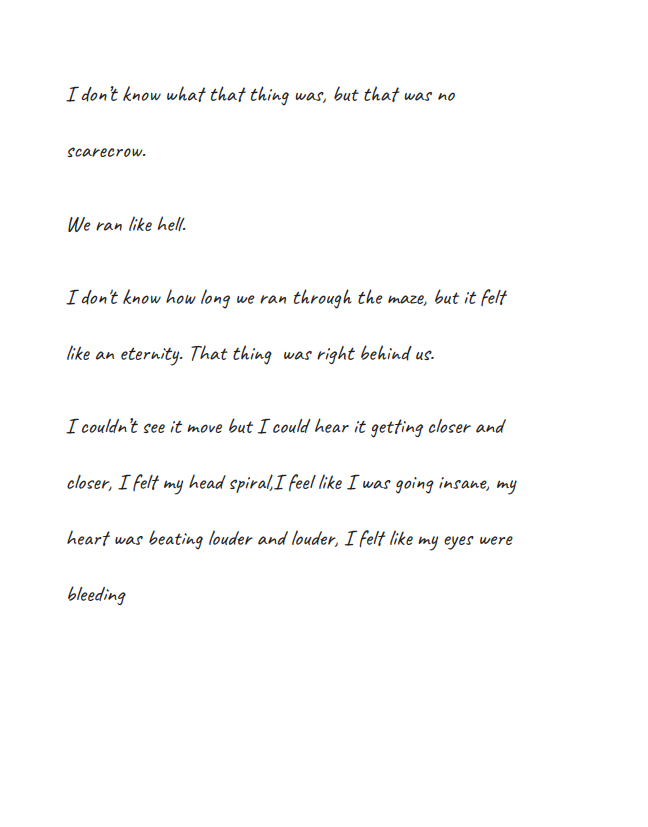 I don't know what that thing was, but that was no
scarecrow.
We ran like hell.
I don't know how long we ran through the maze, but it felt
like an eternity. That thing  was right behind us.
I couldn't see it move but I could hear it getting closer and
closer, I felt my head spiral,I feel like I was going insane, my
heart was beating louder and louder, I felt like my eyes were
bleeding